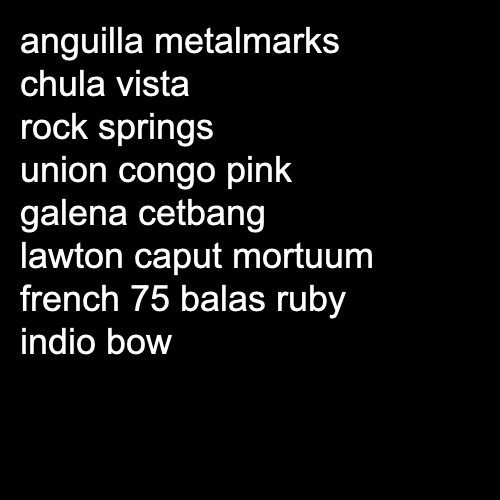 anguilla metalmarks
chula vista
rock springs
union congo pink
galena cetbang
lawton caput mortuum
french 75 balas ruby
indio bow